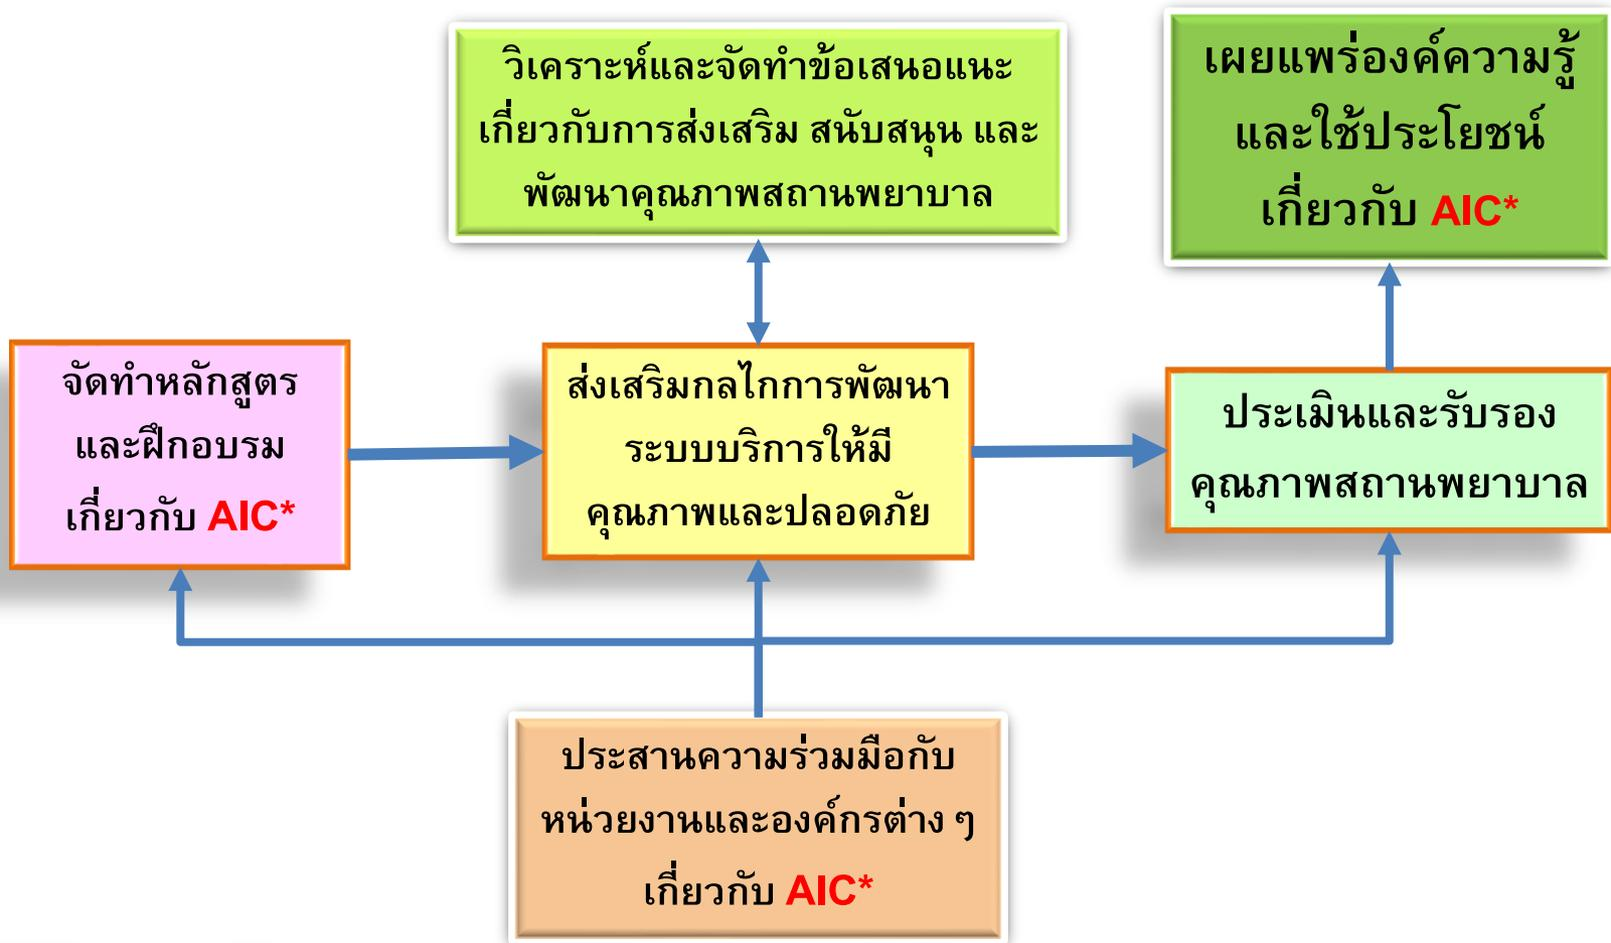 วิเคราะห์และจัดทำข้อเสนอแนะ
เกี่ยวกับการส่งเสริม สนับสนุน และ
พัฒนาคุณภาพสถานพยาบาล
เผยแพร่องค์ความรู้
และใช้ประโยชน์
เกี่ยวกับ AIC*
จัดทำหลักสูตร
และฝึกอบรม
เกี่ยวกับ AIC*
ส่งเสริมกลไกการพัฒนา
ระบบบริการให้มี
คุณภาพและปลอดภัย
ประเมินและรับรอง
คุณภาพสถานพยาบาล
ประสานความร่วมมือกับ
หน่วยงานและองค์กรต่าง ๆ
เกี่ยวกับ AIC*